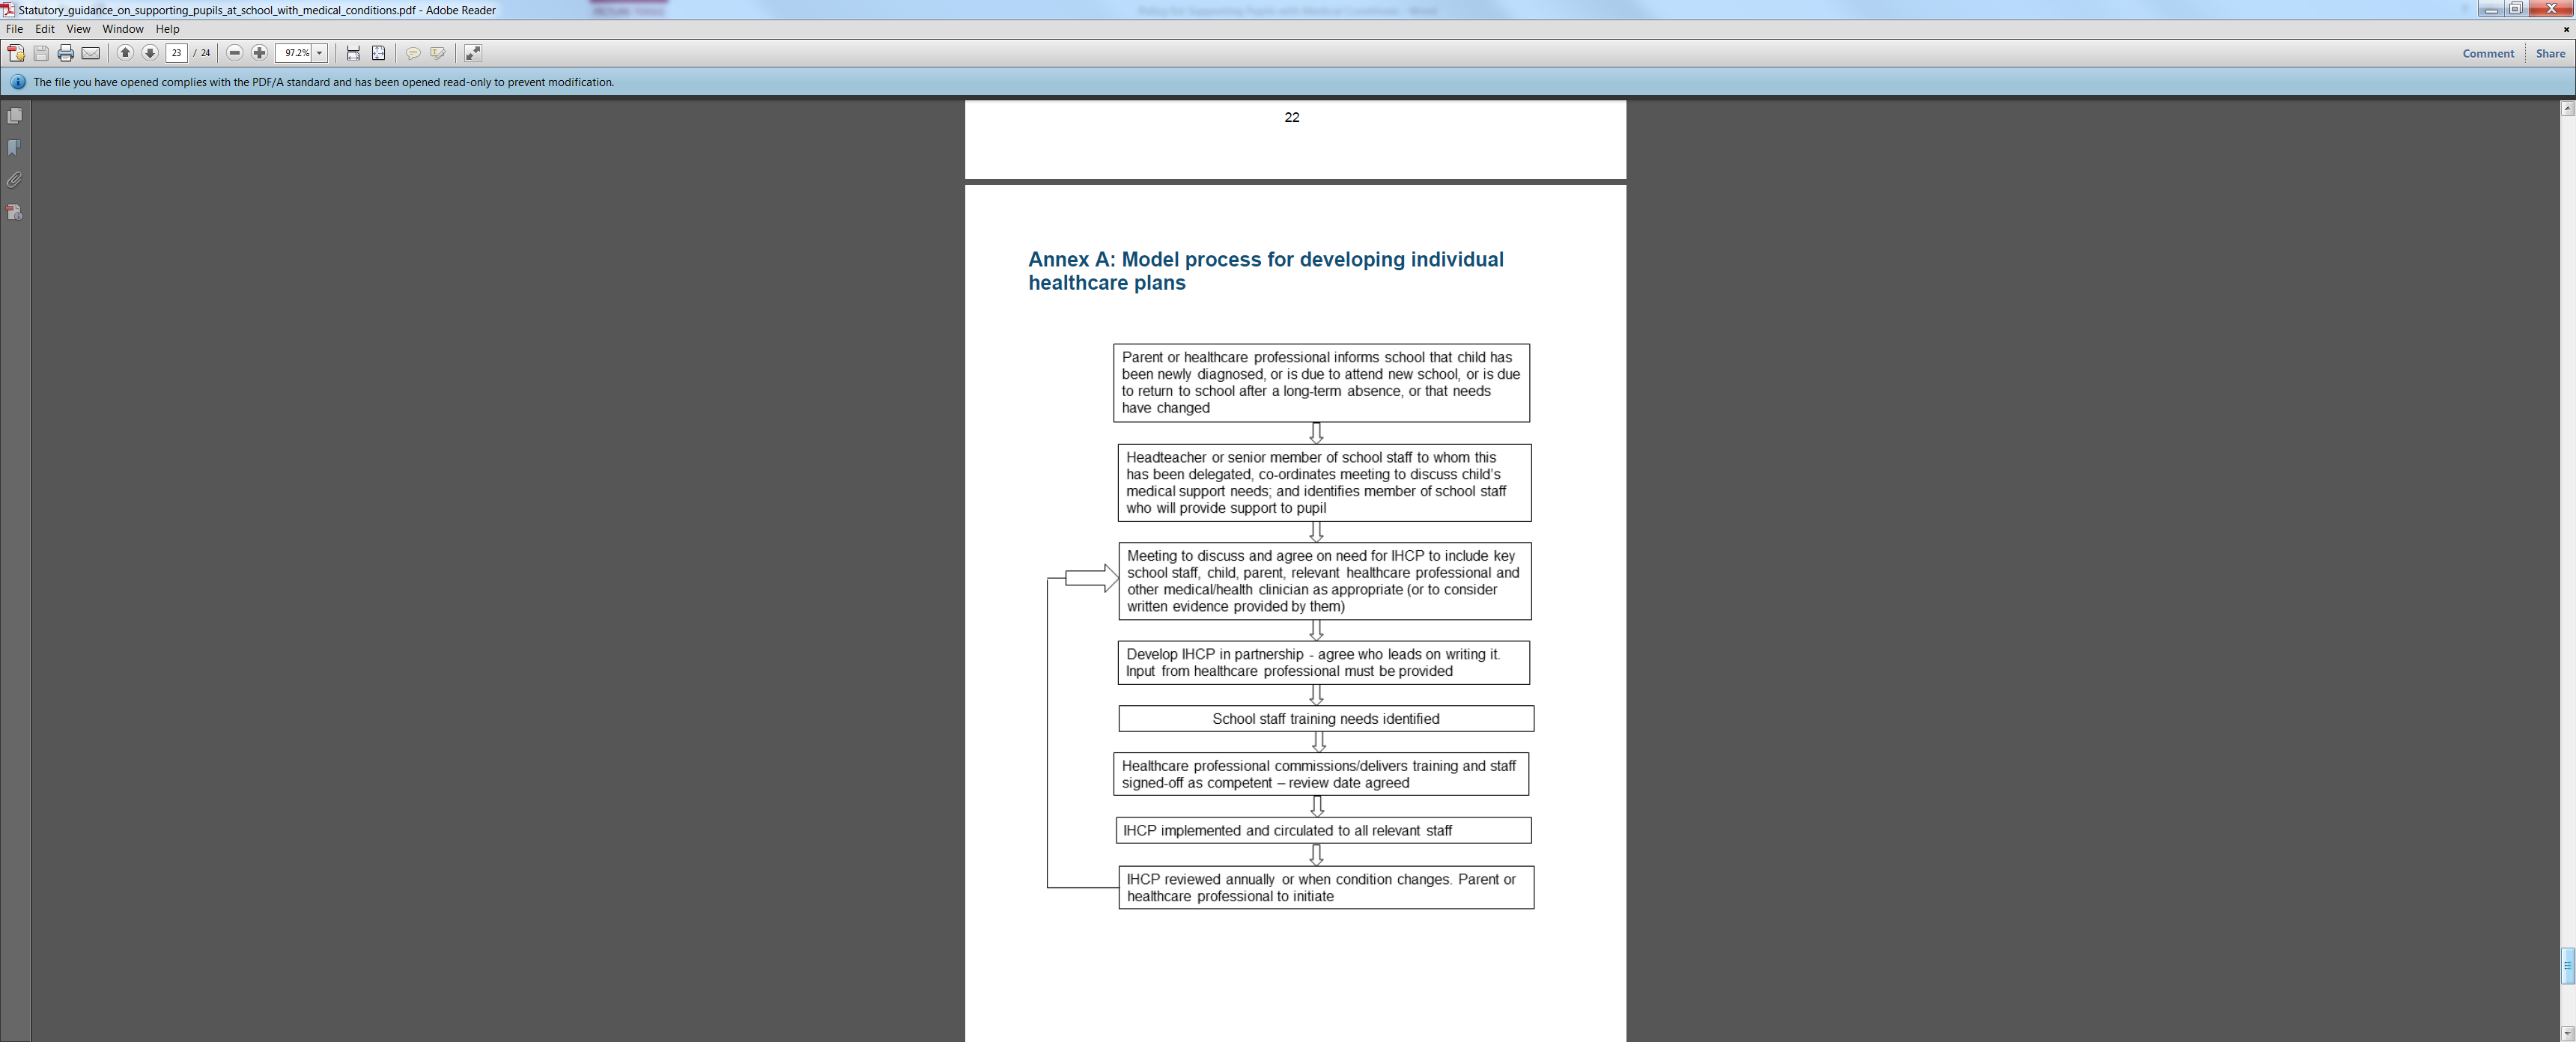 Statutory_guidance_on_supporting_pupils_at_school_with_medical_conditions.pdf - Adobe Reader
File Edit View Window Help
23 / 24 97.2% Comment Share
The file you have opened complies with the PDF/A standard and has been opened read-only to prevent modification.
22
Annex A: Model process for developing individual
healthcare plans
Parent or healthcare professional informs school that child has
been newly diagnosed, or is due to attend new school, or is due
to return to school after a long-term absence, or that needs
have changed
Headteacher or senior member of school staff to whom this
has been delegated, co-ordinates meeting to discuss child's
medical support needs; and identifies member of school staff
who will provide support to pupil
Meeting to discuss and agree on need for IHCP to include key
school staff, child, parent, relevant healthcare professional and
other medical/health clinician as appropriate (or to consider
written evidence provided by them)
Develop IHCP in partnership - agree who leads on writing it.
Input from healthcare professional must be provided
School staff training needs identified
Healthcare professional commissions/delivers training and staff
signed-off as competent – review date agreed
IHCP implemented and circulated to all relevant staff
IHCP reviewed annually or when condition changes. Parent or
healthcare professional to initiate